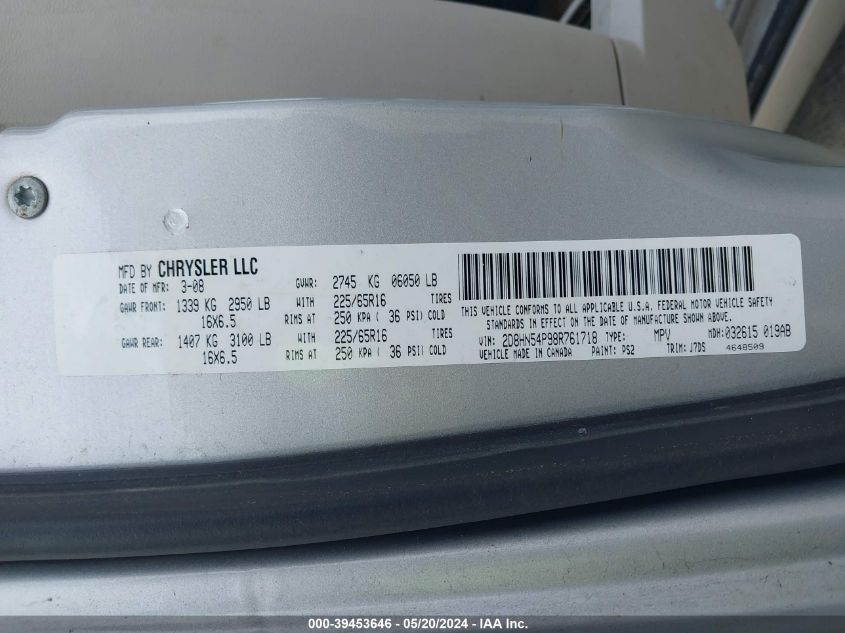 MFD BY CHRYSLER LLC
DATE OF MFR: 3-08 GVWR: 2745 KG 06050 LB
GAWR FRONT: 1339 KG 2950 LB WITH 225/65R16 TIRES
16X6.5 RIMS AT 250 KPA ( 36 PSI) COLD
GAWR REAR: 1407 KG 3100 LB WITH 225/65R16 TIRES
16X6.5 RIMS AT 250 KPA ( 36 PSI) COLD
THIS VEHICLE CONFORMS TO ALL APPLICABLE U.S.A. FEDERAL MOTOR VEHICLE SAFETY
STANDARDS IN EFFECT ON THE DATE OF MANUFACTURE SHOWN ABOVE.
VIN: 2D8HN54P98R761718 TYPE: MPV MDH: 032615 019AB
VEHICLE MADE IN CANADA PAINT: PS2 TRIM: J7DS 4648509
000-39453646 - 05/20/2024 - IAA Inc.